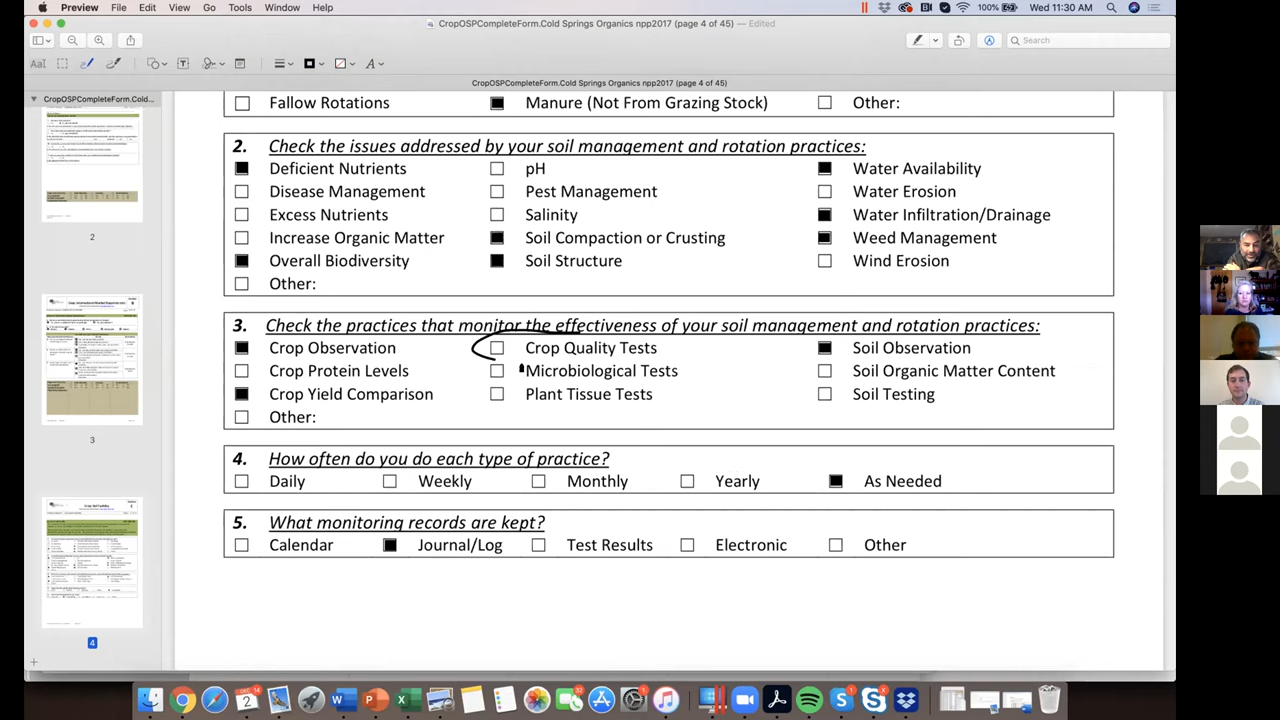 Preview File Edit View Go Tools Window Help 100% Wed 11:30 AM
CropOSPCompleteForm.Cold Springs Organics npp2017 (page 4 of 45) — Edited
Search
CropOSPCompleteForm.Cold Springs Organics npp2017 (page 4 of 45)
CropOSPCompleteForm.Cold...
Fallow Rotations Manure (Not From Grazing Stock) Other:
2. Check the issues addressed in your soil management and rotation practices:
Deficient Nutrients pH Water Availability
Disease Management Pest Management Water Erosion
Excess Nutrients Salinity Water Infiltration/Drainage
Increase Organic Matter Soil Compaction or Crusting Weed Management
Overall Biodiversity Soil Structure Wind Erosion
Other:
3. Check the practices that monitor the effectiveness of your soil management and rotation practices:
Crop Observation Crop Quality Tests Soil Observation
Crop Protein Levels Microbiological Tests Soil Organic Matter Content
Crop Yield Comparison Plant Tissue Tests Soil Testing
Other:
4. How often do you do each type of practice?
Daily Weekly Monthly Yearly As Needed
5. What monitoring records are kept?
Calendar Journal/Log Test Results Other
2
3
4